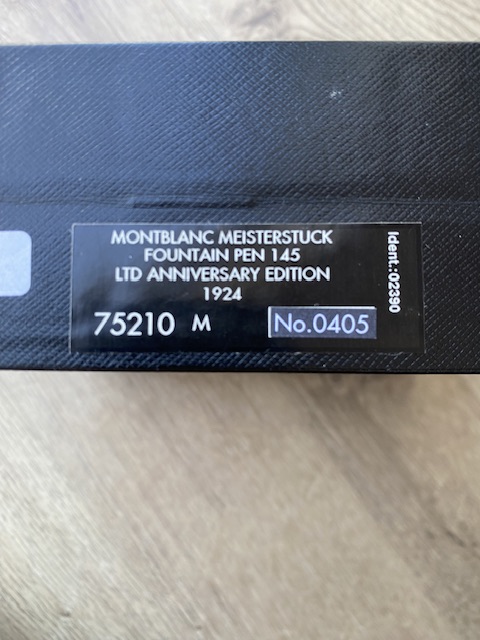 MONTBLANC MEISTERSTUCK
FOUNTAIN PEN 145
LTD ANNIVERSARY EDITION
1924
75210 M No.0405
Ident.:02390